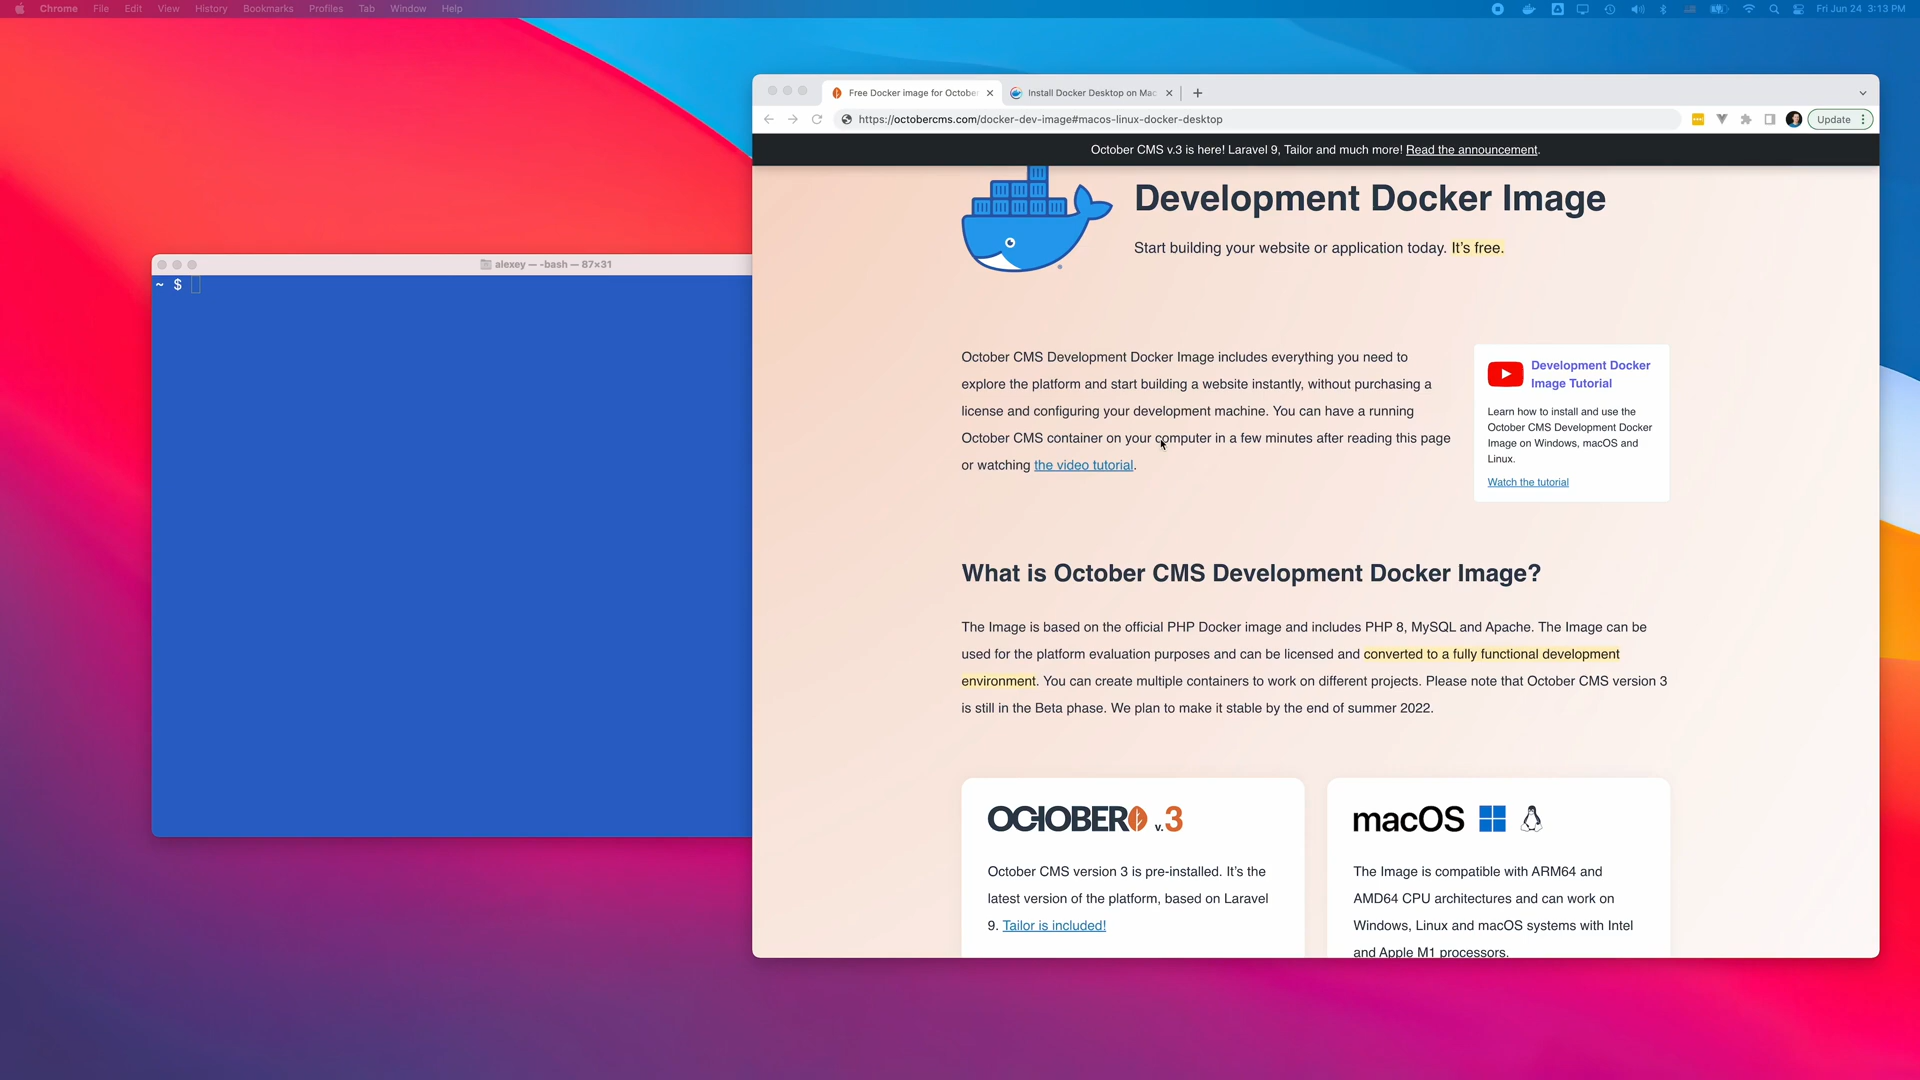 Chrome File Edit View History Bookmarks Profiles Tab Window Help
Fri Jun 24 3:13 PM
Free Docker image for October
Install Docker Desktop on Mac
https://octobercms.com/docker-dev-image#macos-linux-docker-desktop
Update
October CMS v.3 is here! Laravel 9, Tailor and much more! Read the announcement.
alexey — -bash — 87×31
~ $
Development Docker Image
Start building your website or application today. It's free.
October CMS Development Docker Image includes everything you need to
explore the platform and start building a website instantly, without purchasing a
license and configuring your development machine. You can have a running
October CMS container on your computer in a few minutes after reading this page
or watching the video tutorial.
Development Docker
Image Tutorial
Learn how to install and use the
October CMS Development Docker
Image on Windows, macOS and
Linux.
Watch the tutorial
What is October CMS Development Docker Image?
The Image is based on the official PHP Docker image and includes PHP 8, MySQL and Apache. The Image can be
used for the platform evaluation purposes and can be licensed and converted to a fully functional development
environment. You can create multiple containers to work on different projects. Please note that October CMS version 3
is still in the Beta phase. We plan to make it stable by the end of summer 2022.
OCTOBER v.3
October CMS version 3 is pre-installed. It's the
latest version of the platform, based on Laravel
9. Tailor is included!
macOS
The Image is compatible with ARM64 and
AMD64 CPU architectures and can work on
Windows, Linux and macOS systems with Intel
and Apple M1 processors.